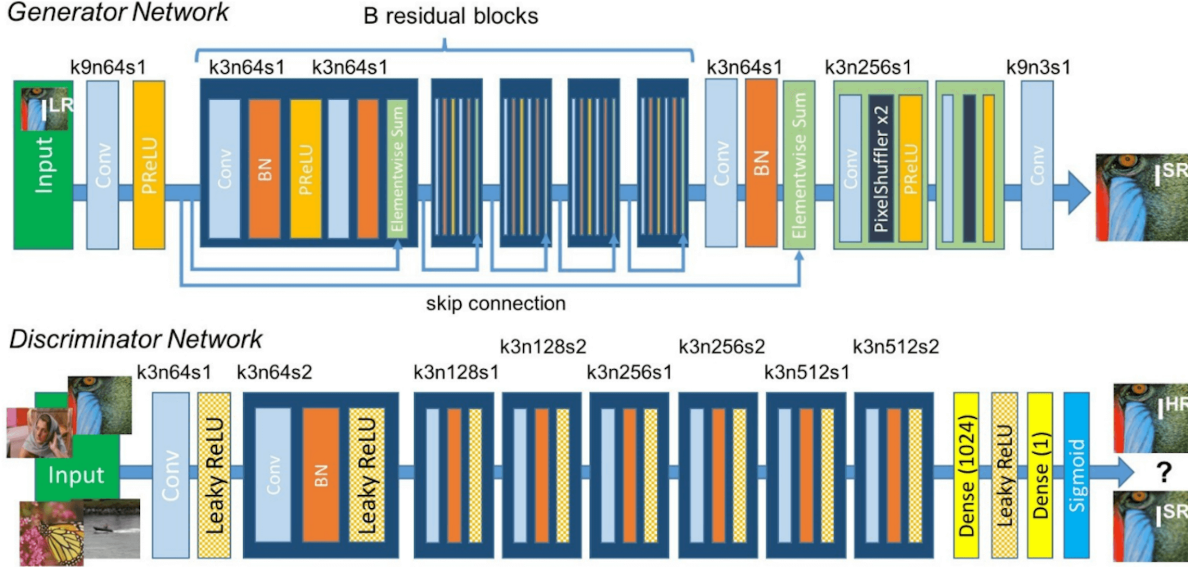 Generator Network
B residual blocks
k9n64s1
k3n64s1
k3n64s1
k3n64s1
k3n256s1
k9n3s1
I^LR
Input
Conv
PReLU
Conv
BN
PReLU
Elementwise Sum
Conv
BN
Elementwise Sum
Conv
PixelShuffler x2
PReLU
Conv
I^SR
skip connection
Discriminator Network
k3n64s1
k3n64s2
k3n128s1
k3n128s2
k3n256s1
k3n256s2
k3n512s1
k3n512s2
Input
Conv
Leaky ReLU
Conv
BN
Leaky ReLU
Dense (1024)
Leaky ReLU
Dense (1)
Sigmoid
I^HR
?
I^SR